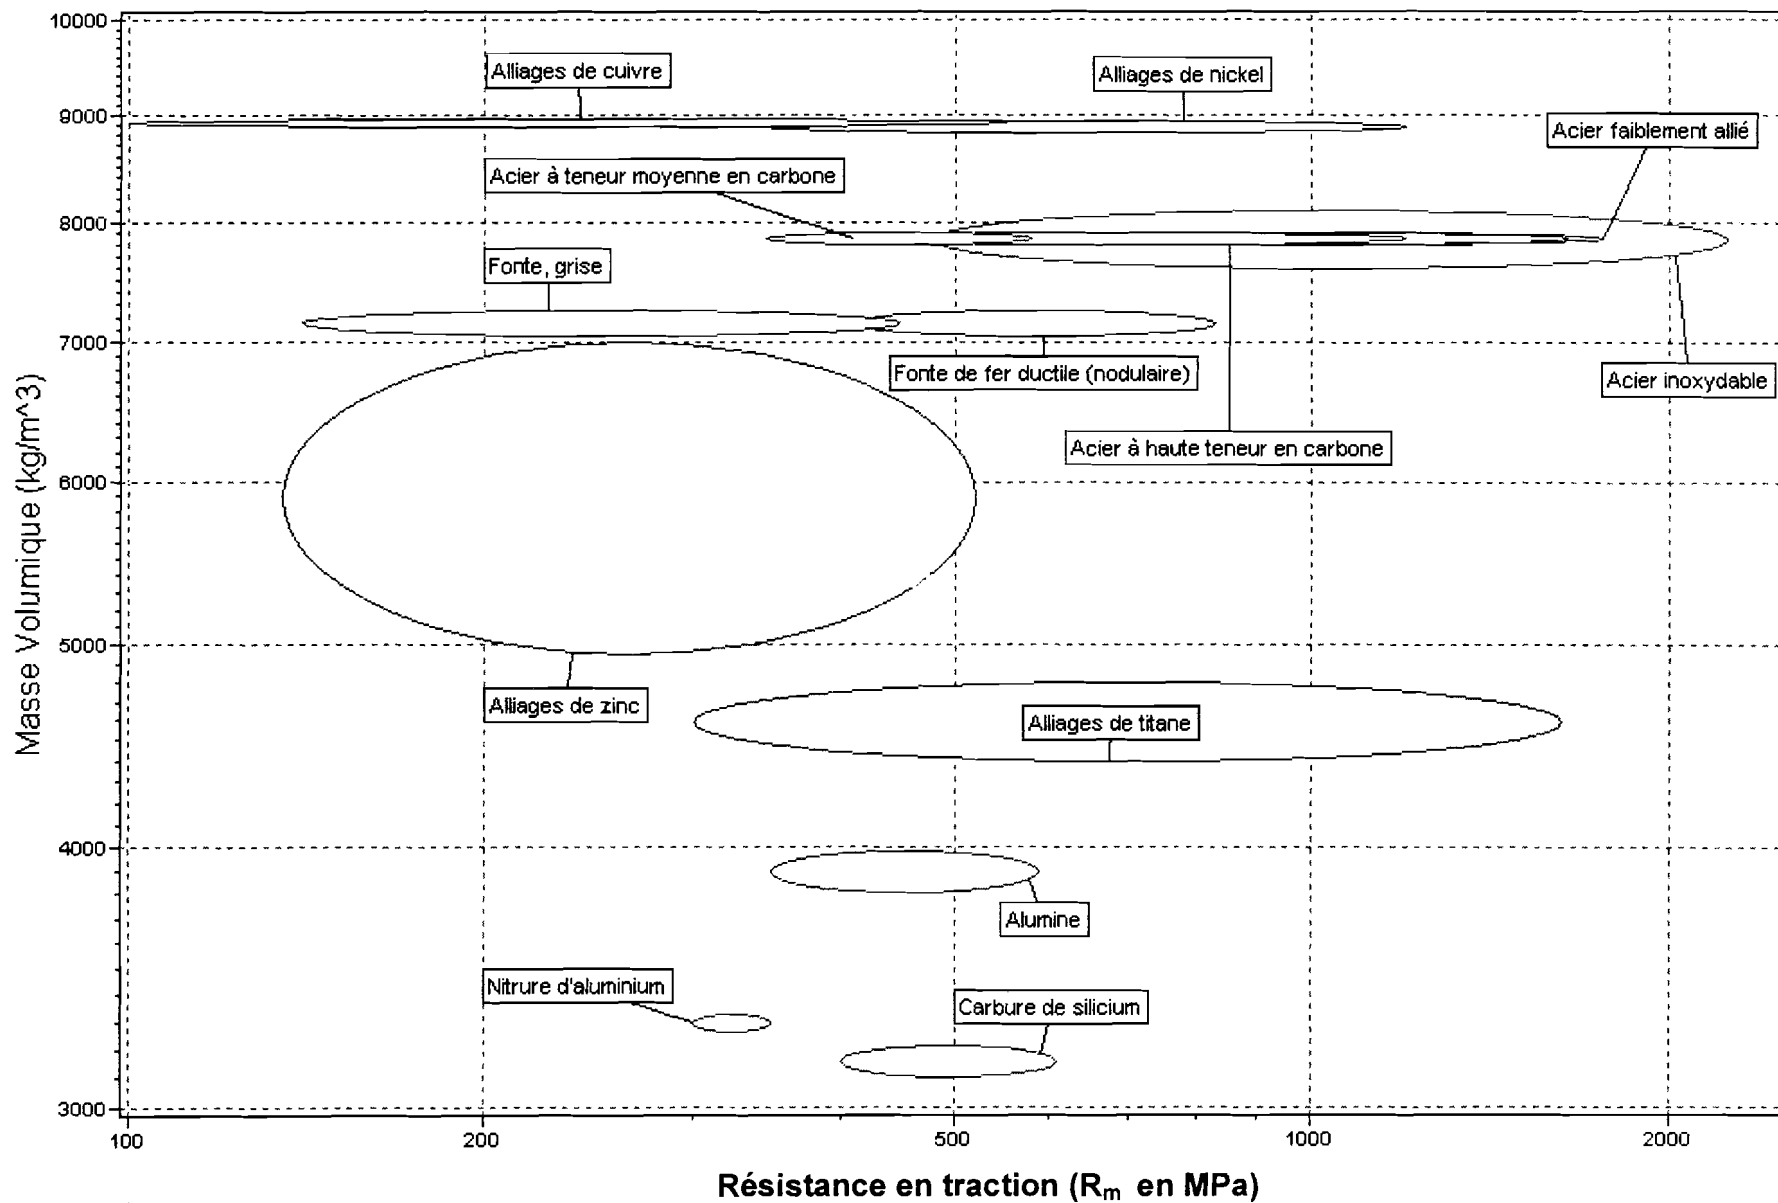 10000
9000
8000
7000
6000
5000
4000
3000
Masse Volumique (kg/m^3)
Alliages de cuivre
Alliages de nickel
Acier faiblement allié
Acier à teneur moyenne en carbone
Fonte, grise
Fonte de fer ductile (nodulaire)
Acier inoxydable
Acier à haute teneur en carbone
Alliages de zinc
Alliages de titane
Alumine
Nitrure d'aluminium
Carbure de silicium
100 200 500 1000 2000
Résistance en traction (Rm en MPa)